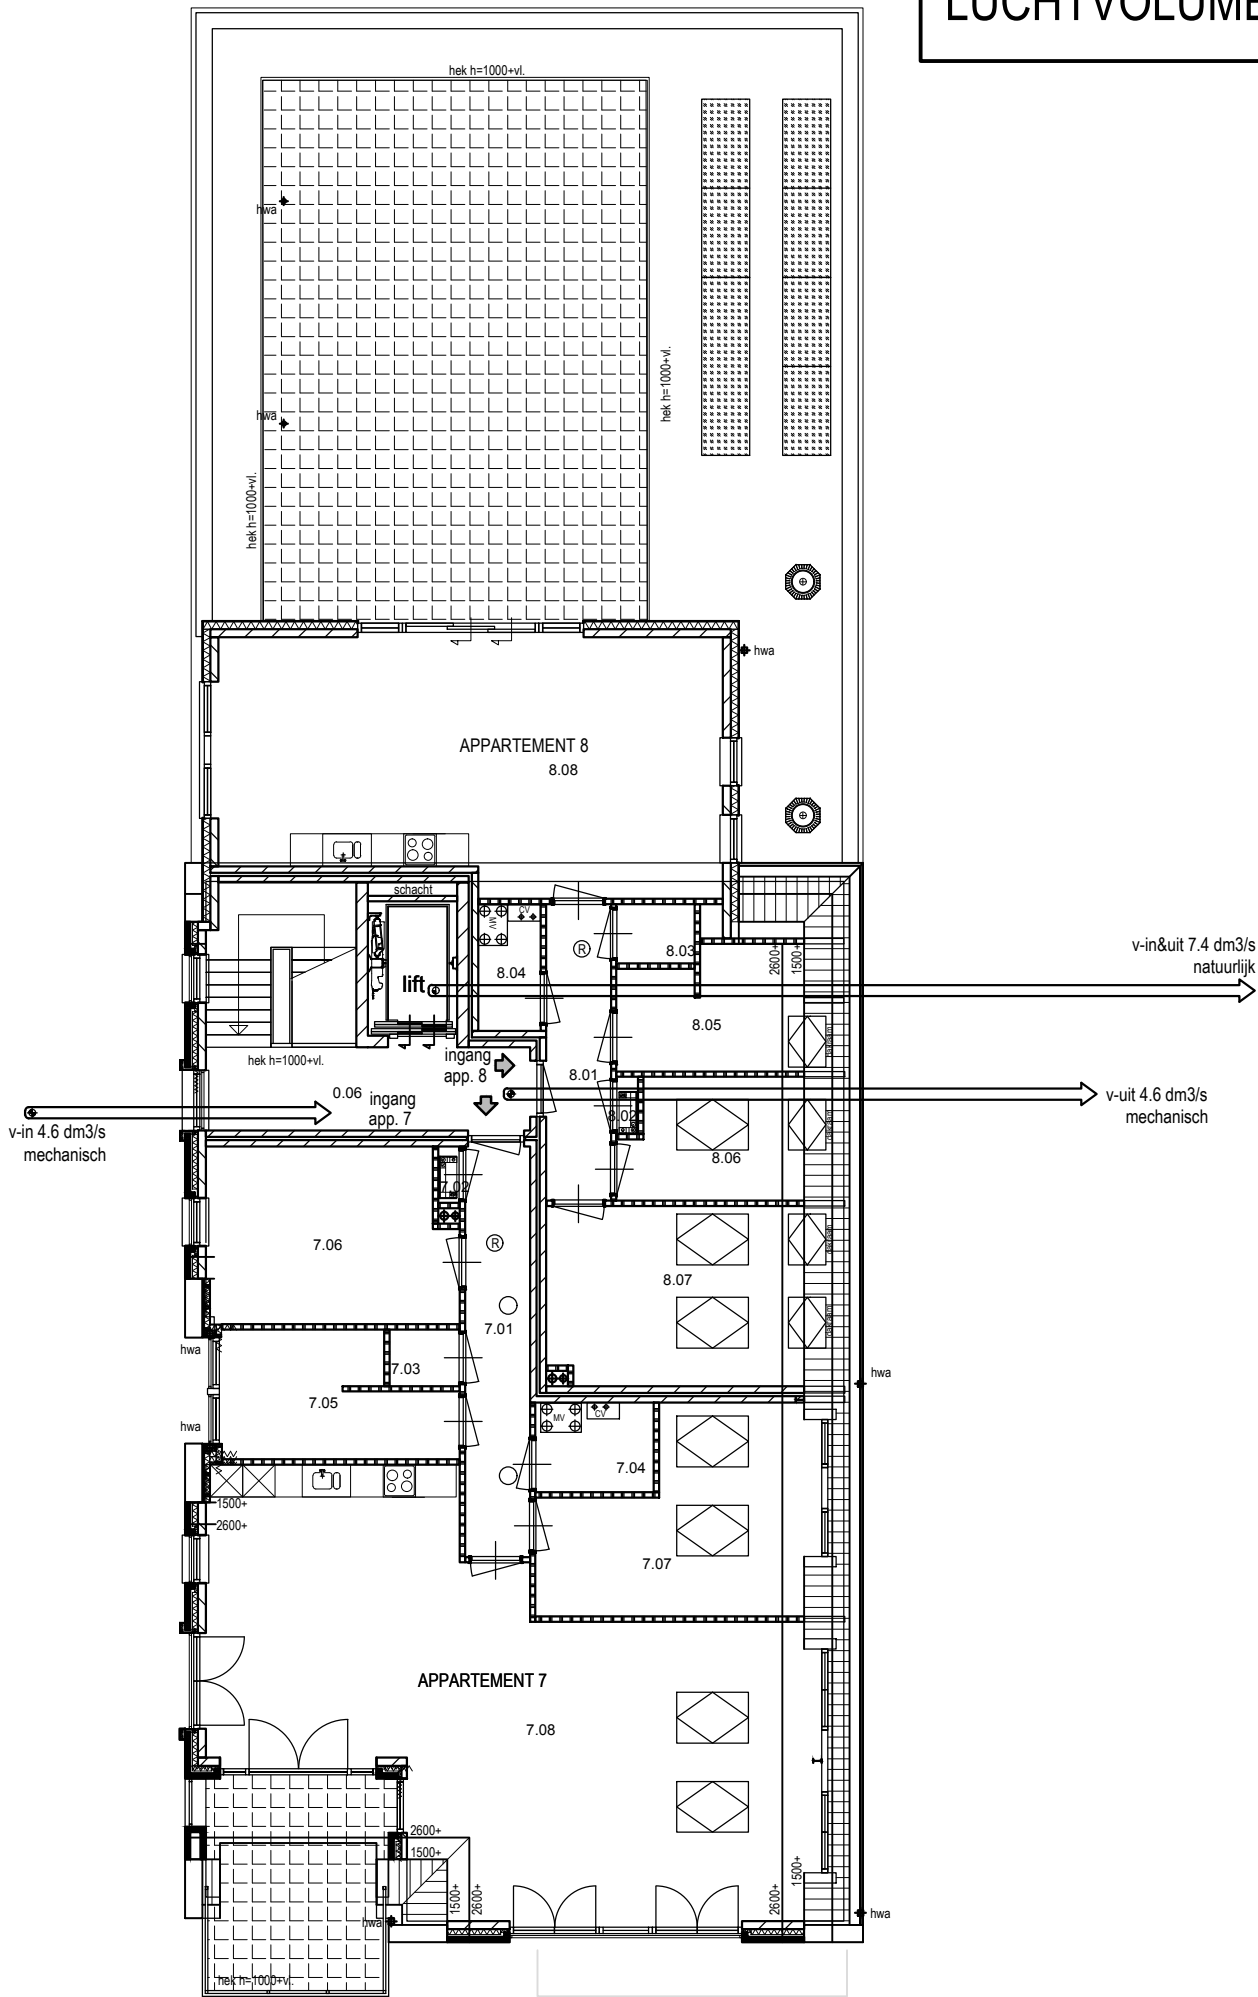 LUCHTVOLUME
hek h=1000+vl.
hwa
hek h=1000+vl.
hwa
hek h=1000+vl.
hwa
APPARTEMENT 8
8.08
schacht
MV
CV
R
8.03
8.04
2600+
1500+
v-in&uit 7.4 dm3/s
natuurlijk
lift
8.05
dakraam
hek h=1000+vl.
ingang
app. 8
8.01
0.06
ingang
app. 7
8.02
v-uit 4.6 dm3/s
mechanisch
v-in 4.6 dm3/s
mechanisch
dakraam
8.06
7.02
7.06
R
dakraam
8.07
7.01
dakraam
hwa
7.03
hwa
7.05
MV
CV
hwa
7.04
1500+
2600+
7.07
APPARTEMENT 7
7.08
2600+
1500+
1500+
2600+
2600+
1500+
hwa
hwa
hek h=1000+vl.